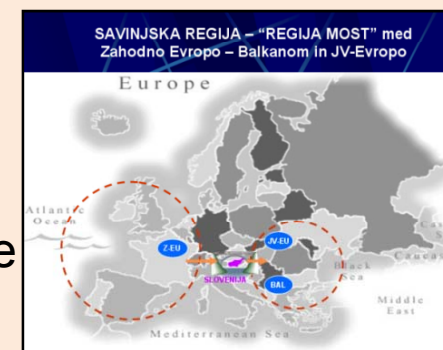 SAVINJSKA REGIJA – “REGIJA MOST” med
Zahodno Evropo – Balkanom in JV-Evropo
Europe
Atlantic
Ocean
e
Z-EU
JV-EU
SLOVENIJA
BAL
Black
Sea
Middle
East
Mediterranean Sea